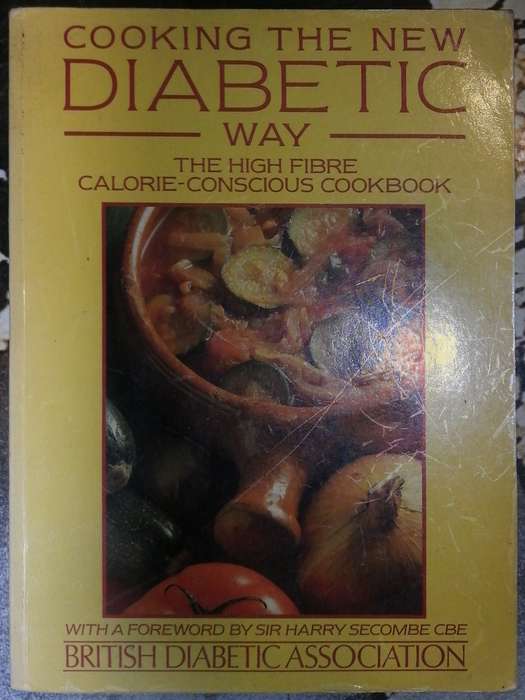 COOKING THE NEW
DIABETIC
WAY
THE HIGH FIBRE
CALORIE-CONSCIOUS COOKBOOK
WITH A FOREWORD BY SIR HARRY SECOMBE CBE
BRITISH DIABETIC ASSOCIATION